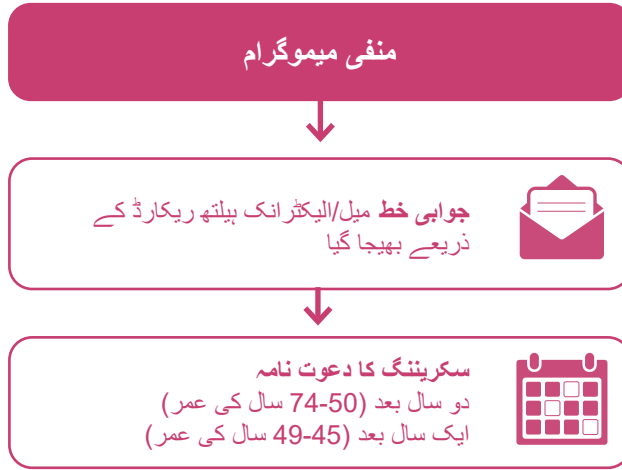 منفی میموگرام
جوابی خط میل/الیکٹرانک ہیلتھ ریکارڈ کے
ذریعے بھیجا گیا
سکریننگ کا دعوت نامہ
دو سال بعد (50-74 سال کی عمر)
ایک سال بعد (45-49 سال کی عمر)